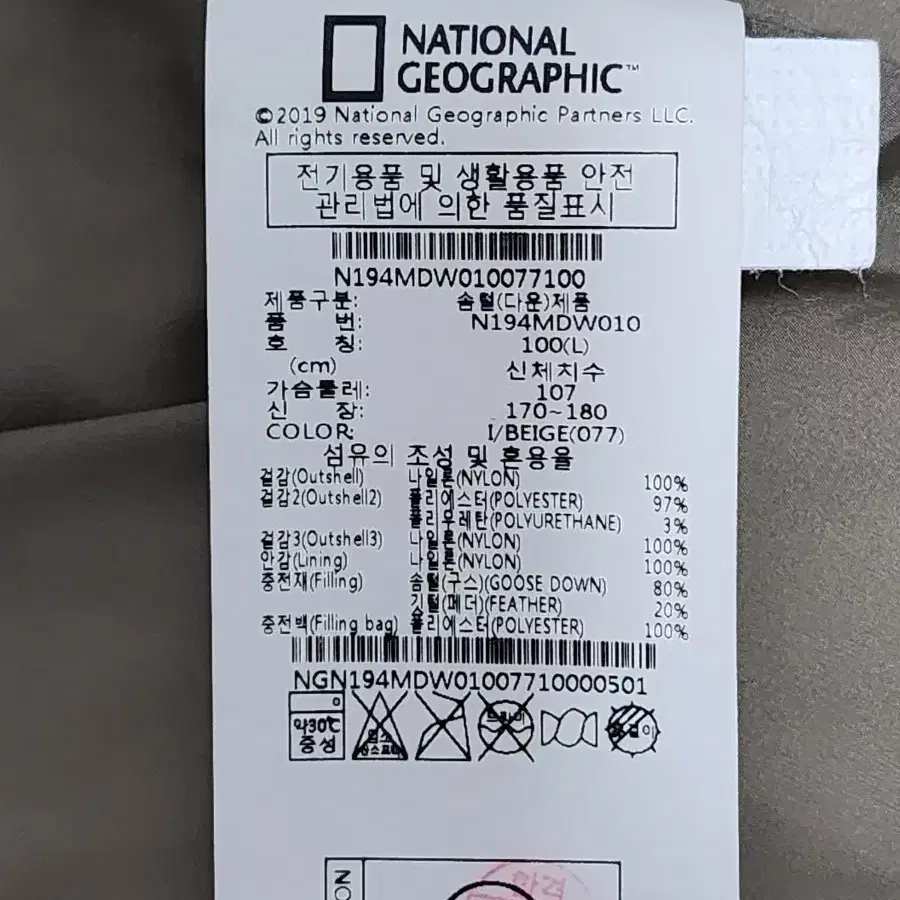 NATIONAL
GEOGRAPHIC™
©2019 National Geographic Partners LLC.
All rights reserved.
전기용품 및 생활용품 안전
관리법에 의한 품질표시
N194MDW010077100
제품구분: 솜털(다운)제품
품 번: N194MDW010
호 칭: 100(L)
(cm) 신체치수
가슴둘레: 107
신 장: 170~180
COLOR: I/BEIGE(077)
섬유의 조성 및 혼용율
겉감(Outshell) 나일론(NYLON) 100%
겉감2(Outshell2) 폴리에스터(POLYESTER) 97%
폴리우레탄(POLYURETHANE) 3%
겉감3(Outshell3) 나일론(NYLON) 100%
안감(Lining) 나일론(NYLON) 100%
충전재(Filling) 솜털(구스)(GOOSE DOWN) 80%
깃털(페더)(FEATHER) 20%
충전백(Filling bag) 폴리에스터(POLYESTER) 100%
NGN194MDW01007710000501
약30℃
중성
드라이
NO